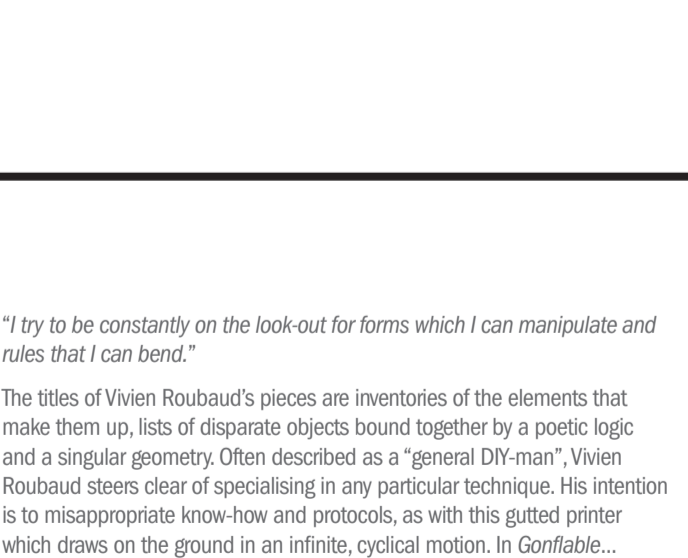 “I try to be constantly on the look-out for forms which I can manipulate and
rules that I can bend.”
The titles of Vivien Roubaud’s pieces are inventories of the elements that
make them up, lists of disparate objects bound together by a poetic logic
and a singular geometry. Often described as a “general DIY-man”, Vivien
Roubaud steers clear of specialising in any particular technique. His intention
is to misappropriate know-how and protocols, as with this gutted printer
which draws on the ground in an infinite, cyclical motion. In Gonflable...